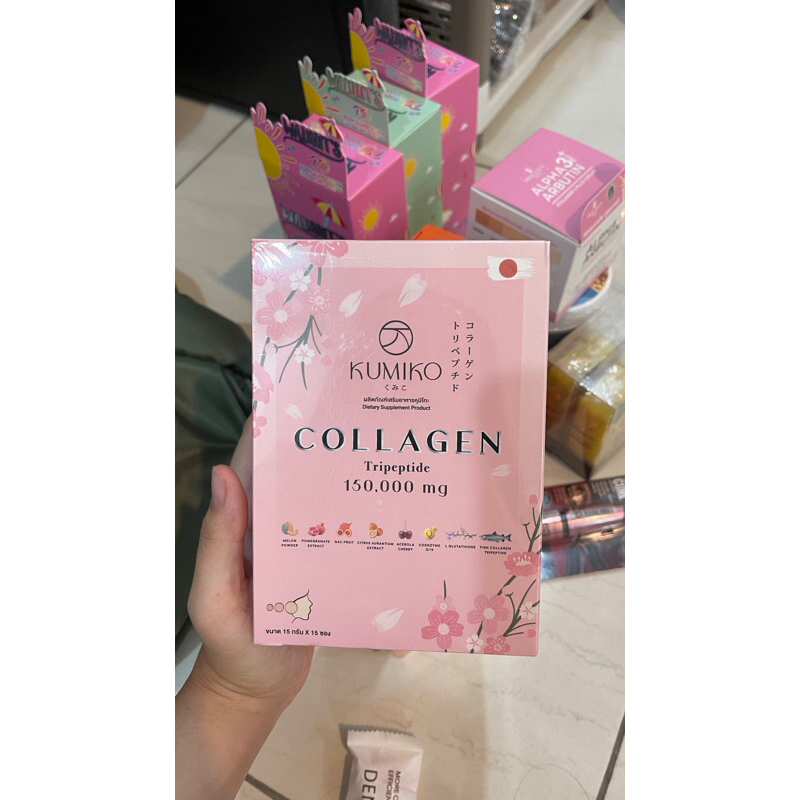 ALPHA 3+
ARBUTIN
KUMIKO
くみこ
コラーゲン
トリペプチド
ผลิตภัณฑ์เสริมอาหารคุมิโกะ
Dietary Supplement Product
COLLAGEN
Tripeptide
150,000 mg
MELON POWDER
POMEGRANATE EXTRACT
GAC FRUIT
CITRUS AURANTIUM EXTRACT
ACEROLA CHERRY
COENZYME Q10
L GLUTATHIONE
FISH COLLAGEN TRIPEPTIDE
ขนาด 15 กรัม X 15 ซอง
MORE C
EFFICIEN
DEN